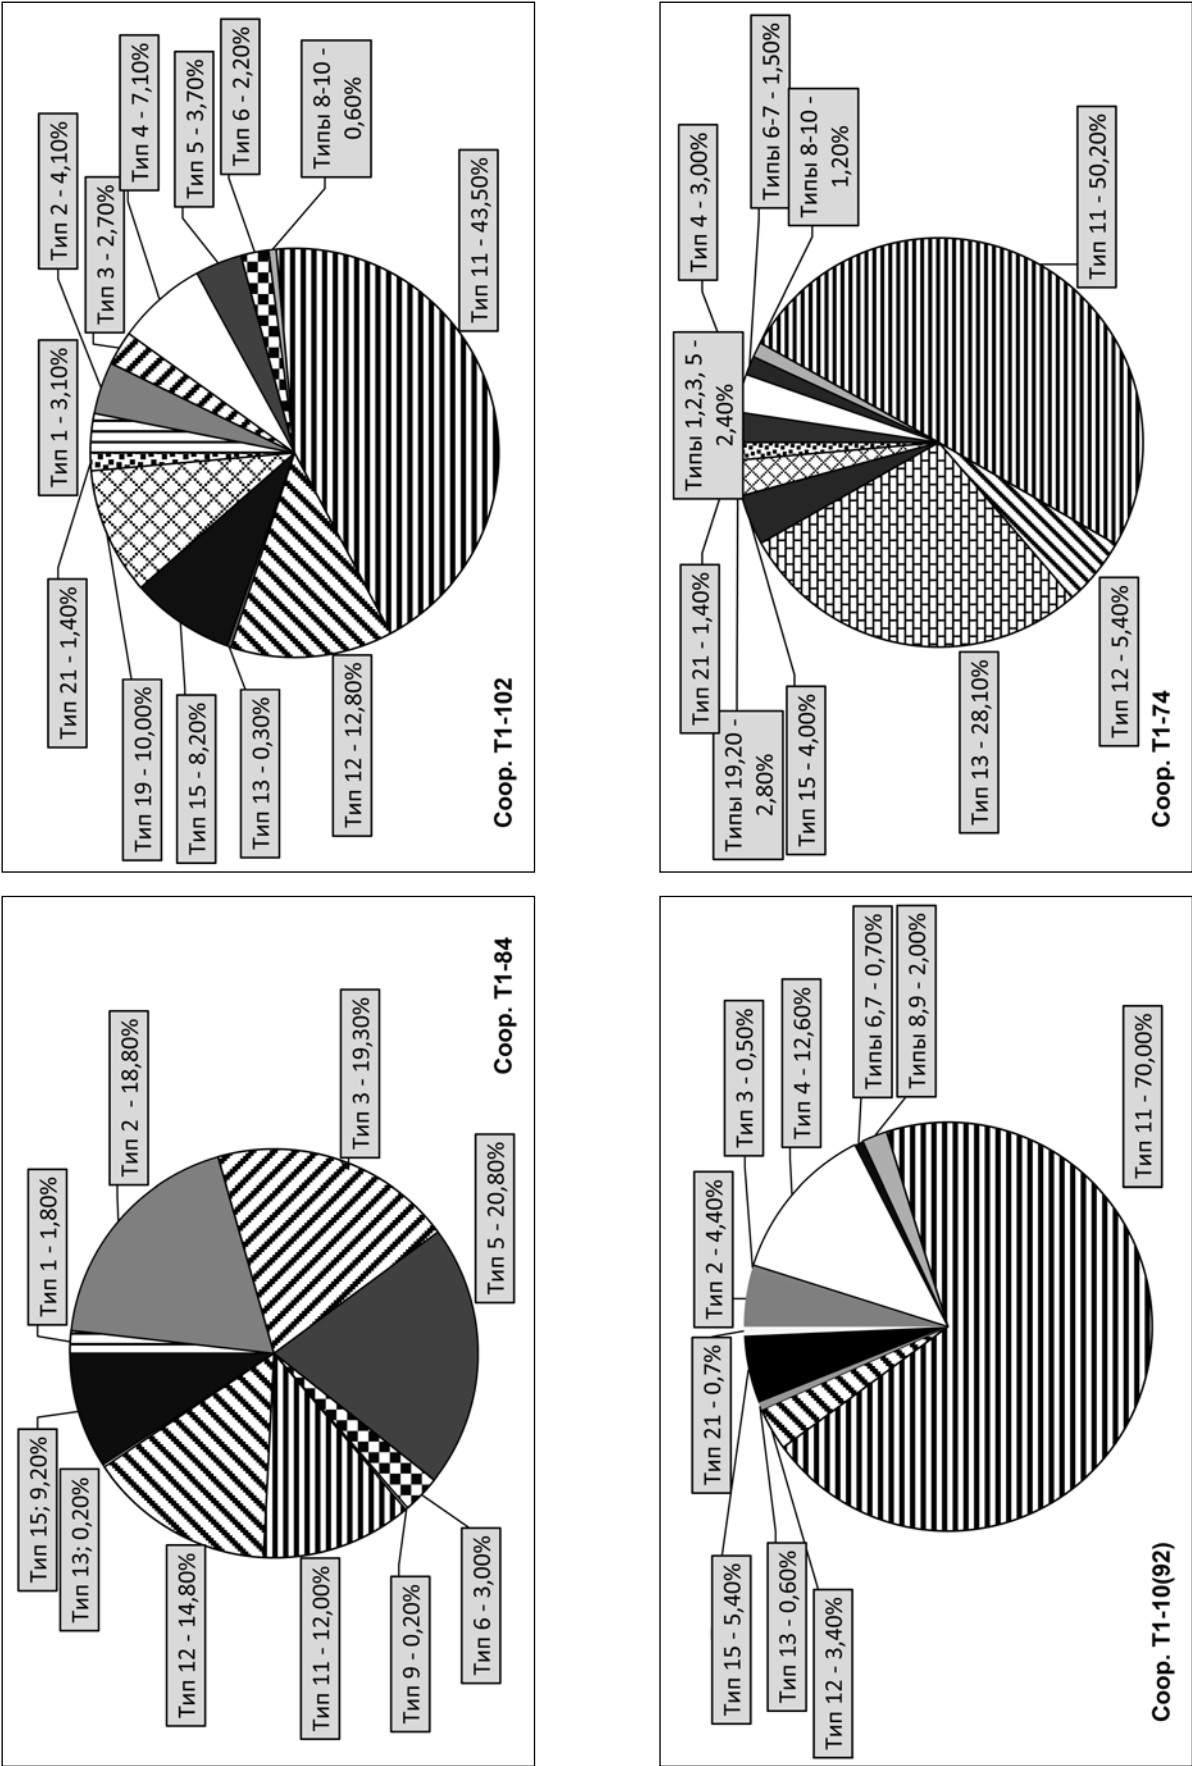 Тип 1 - 1,80%
Тип 2 - 18,80%
Тип 3 - 19,30%
Тип 5 - 20,80%
Тип 6 - 3,00%
Тип 9 - 0,20%
Тип 11 - 12,00%
Тип 12 - 14,80%
Тип 13; 0,20%
Тип 15; 9,20%
Соор. Т1-84
Тип 1 - 3,10%
Тип 2 - 4,10%
Тип 3 - 2,70%
Тип 4 - 7,10%
Тип 5 - 3,70%
Тип 6 - 2,20%
Типы 8-10 -
0,60%
Тип 11 - 43,50%
Тип 12 - 12,80%
Тип 13 - 0,30%
Тип 15 - 8,20%
Тип 19 - 10,00%
Тип 21 - 1,40%
Соор. Т1-102
Тип 2 - 4,40%
Тип 3 - 0,50%
Тип 4 - 12,60%
Типы 6,7 - 0,70%
Типы 8,9 - 2,00%
Тип 11 - 70,00%
Тип 12 - 3,40%
Тип 13 - 0,60%
Тип 15 - 5,40%
Тип 21 - 0,7%
Соор. Т1-10(92)
Типы 1,2,3, 5 -
2,40%
Тип 4 - 3,00%
Типы 6-7 - 1,50%
Типы 8-10 -
1,20%
Тип 11 - 50,20%
Тип 12 - 5,40%
Тип 13 - 28,10%
Тип 15 - 4,00%
Типы 19,20 -
2,80%
Тип 21 - 1,40%
Соор. Т1-74